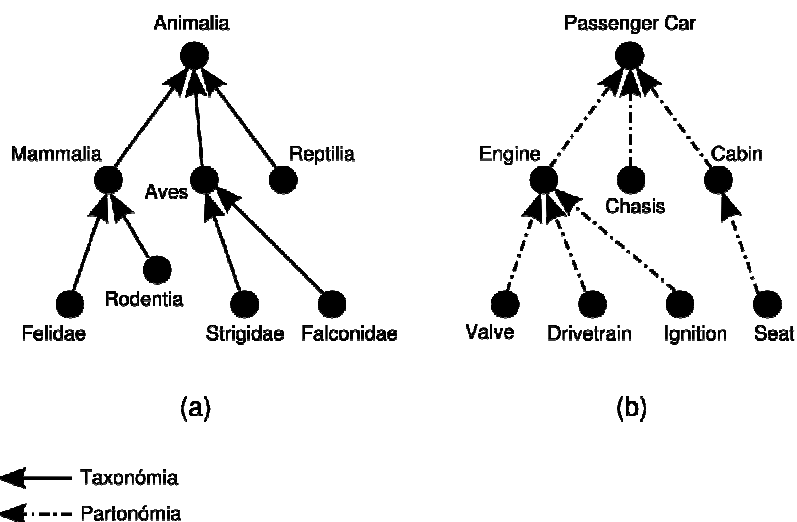 Animalia
Mammalia
Aves
Reptilia
Felidae
Rodentia
Strigidae
Falconidae
(a)
Passenger Car
Engine
Chasis
Cabin
Valve
Drivetrain
Ignition
Seat
(b)
Taxonómia
Partonómia